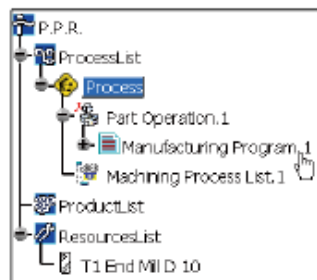 P.P.R.
ProcessList
Process
Part Operation.1
Manufacturing Program.1
Machining Process List.1
ProductList
ResourcesList
T1 End Mill D 10